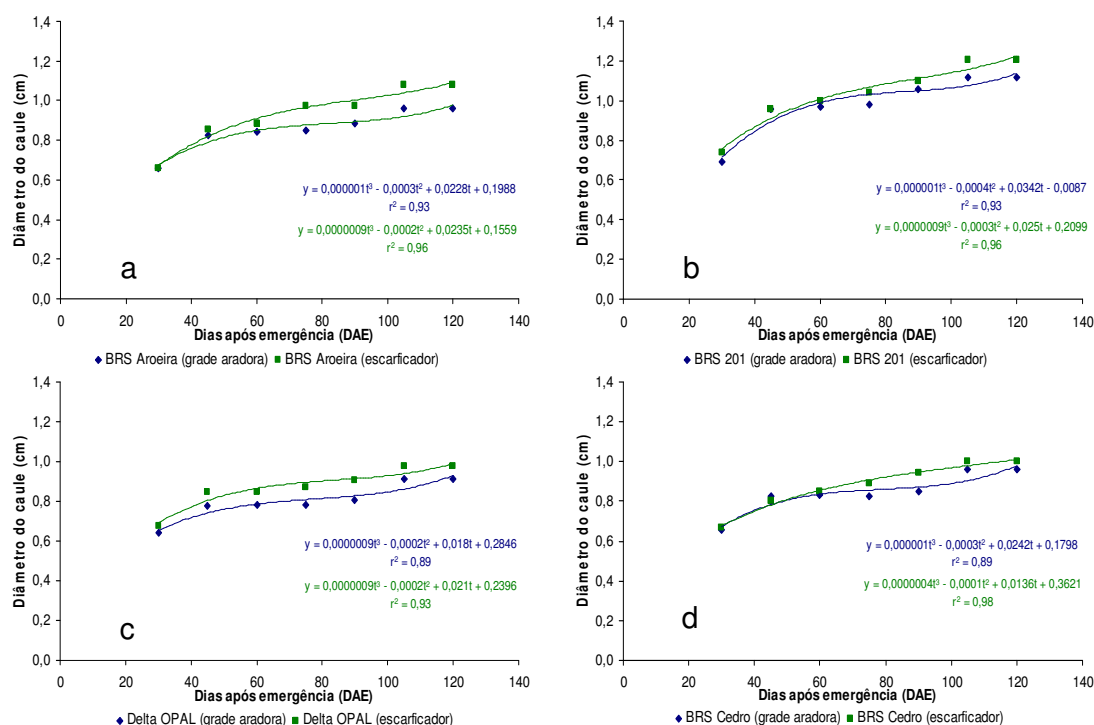 1,4
1,2
1,0
0,8
0,6
0,4
0,2
0,0
Diâmetro do caule (cm)
y = 0,000001t³ - 0,0003t² + 0,0228t + 0,1988
r² = 0,93
y = 0,0000009t³ - 0,0002t² + 0,0235t + 0,1559
r² = 0,96
a
0 20 40 60 80 100 120 140
Dias após emergência (DAE)
BRS Aroeira (grade aradora) BRS Aroeira (escarficador)
1,4
1,2
1,0
0,8
0,6
0,4
0,2
0,0
Diâmetro do caule (cm)
y = 0,000001t³ - 0,0004t² + 0,0342t - 0,0087
r² = 0,93
y = 0,0000009t³ - 0,0003t² + 0,025t + 0,2099
r² = 0,96
b
0 20 40 60 80 100 120 140
Dias após emergência (DAE)
BRS 201 (grade aradora) BRS 201 (escarficador)
1,4
1,2
1,0
0,8
0,6
0,4
0,2
0,0
Diâmetro do caule (cm)
y = 0,0000009t³ - 0,0002t² + 0,018t + 0,2846
r² = 0,89
y = 0,0000009t³ - 0,0002t² + 0,021t + 0,2396
r² = 0,93
c
0 20 40 60 80 100 120 140
Dias após emergência (DAE)
Delta OPAL (grade aradora) Delta OPAL (escarficador)
1,4
1,2
1,0
0,8
0,6
0,4
0,2
0,0
Diâmetro do caule (cm)
y = 0,000001t³ - 0,0003t² + 0,0242t + 0,1798
r² = 0,89
y = 0,0000004t³ - 0,0001t² + 0,0136t + 0,3621
r² = 0,98
d
0 20 40 60 80 100 120 140
Dias após emergência (DAE)
BRS Cedro (grade aradora) BRS Cedro (escarficador)